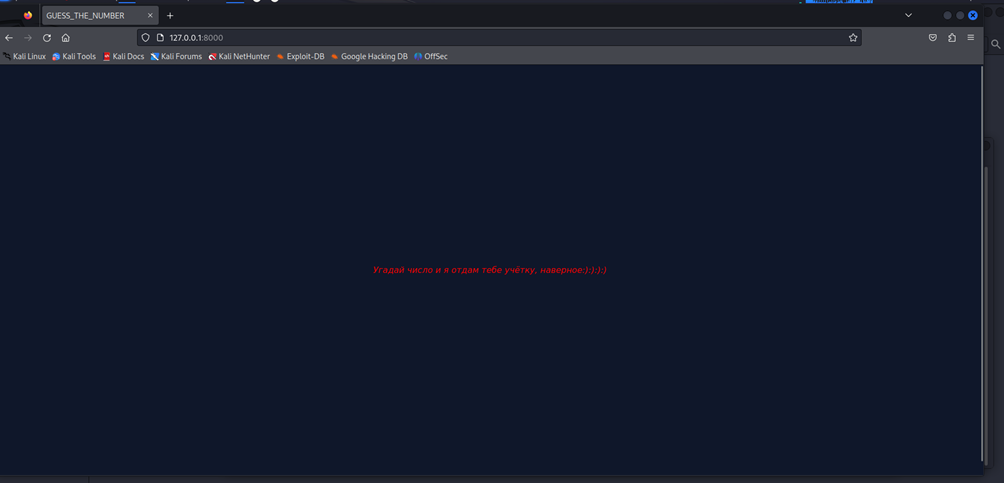 GUESS_THE_NUMBER
127.0.0.1:8000
Kali Linux
Kali Tools
Kali Docs
Kali Forums
Kali NetHunter
Exploit-DB
Google Hacking DB
OffSec
Угадай число и я отдам тебе учётку, наверное:):):):)